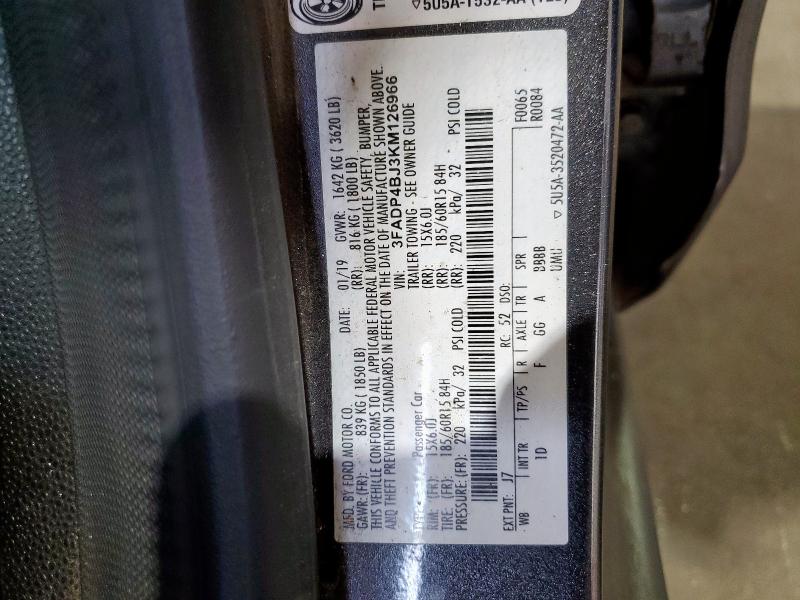 5U5A-1532-AA
MFD. BY FORD MOTOR CO. DATE: 01/19 GVWR: 1642 KG ( 3620 LB)
GAWR: (FR): 839 KG ( 1850 LB) (RR): 816 KG ( 1800 LB)
THIS VEHICLE CONFORMS TO ALL APPLICABLE FEDERAL MOTOR VEHICLE SAFETY, BUMPER,
AND THEFT PREVENTION STANDARDS IN EFFECT ON THE DATE OF MANUFACTURE SHOWN ABOVE.
VIN: 3FADP4BJ3KM126966
TYPE: Passenger Car TRAILER TOWING - SEE OWNER GUIDE
RIMS (FR): 15X6.0J (RR): 15X6.0J
TIRE (FR): 185/60R15 84H (RR): 185/60R15 84H
PRESSURE: (FR): 220 kPa/ 32 PSI COLD (RR): 220 kPa/ 32 PSI COLD
EXT PNT: J7 RC: 52 DSO: F0065
WB INT TR TP/PS R AXLE TR SPR R0084
1D F GG A BBBB
UMU 5U5A-3520472-AA